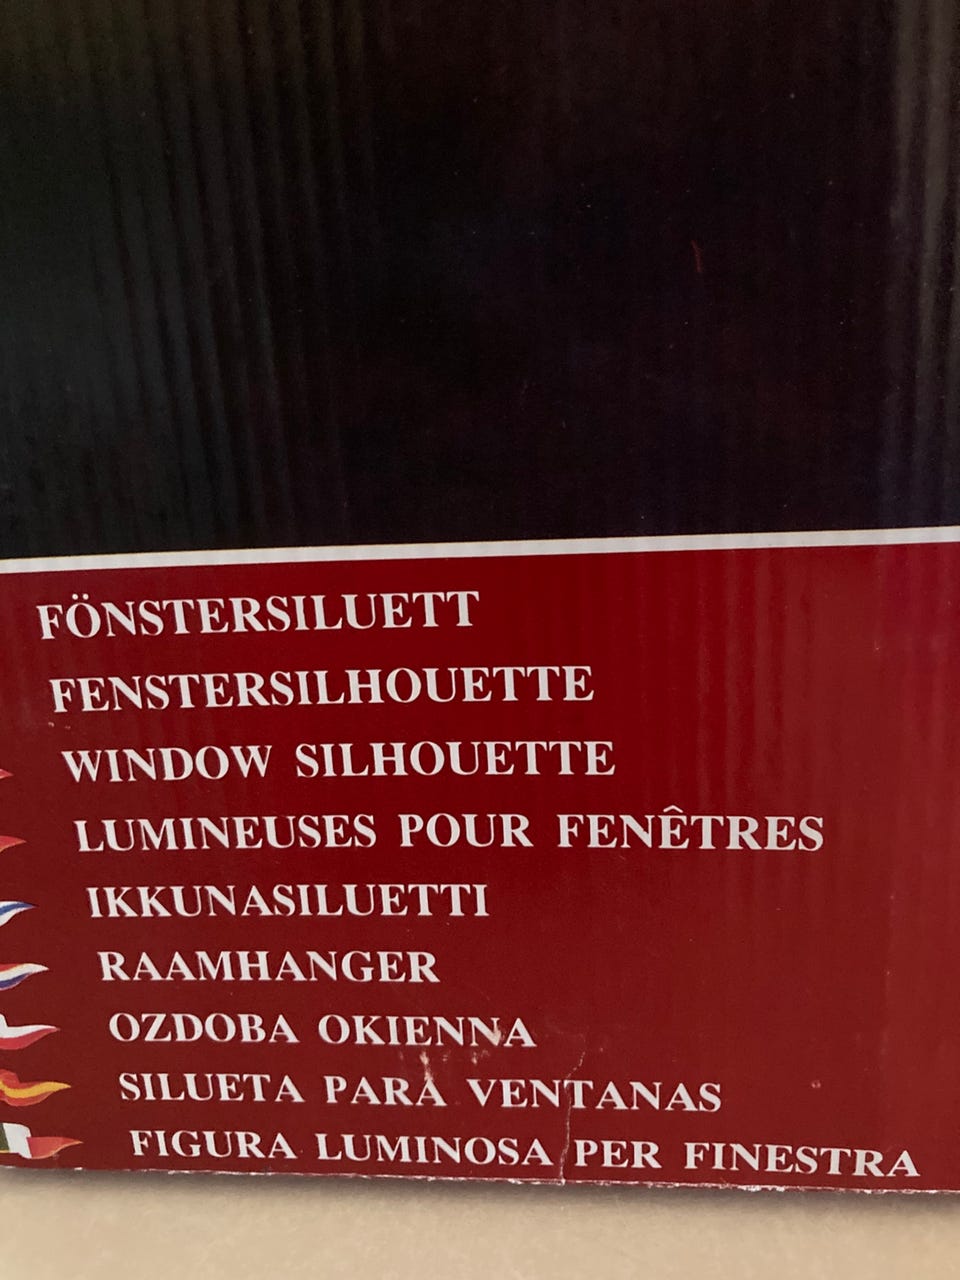 FÖNSTERSILUETT
FENSTERSILHOUETTE
WINDOW SILHOUETTE
LUMINEUSES POUR FENÊTRES
IKKUNASILUETTI
RAAMHANGER
OZDOBA OKIENNA
SILUETA PARA VENTANAS
FIGURA LUMINOSA PER FINESTRA